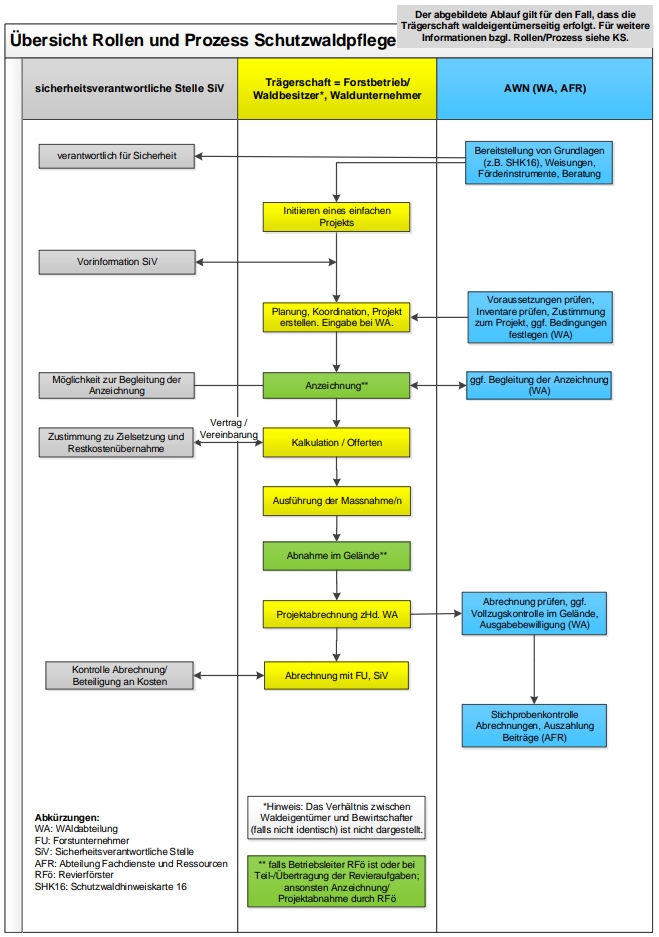 Der abgebildete Ablauf gilt für den Fall, dass die
Trägerschaft waldeigentümerseitig erfolgt. Für weitere
Informationen bzgl. Rollen/Prozess siehe KS.
Übersicht Rollen und Prozess Schutzwaldpflege
sicherheitsverantwortliche Stelle SiV
Trägerschaft = Forstbetrieb/
Waldbesitzer*, Waldunternehmer
AWN (WA, AFR)
verantwortlich für Sicherheit
Bereitstellung von Grundlagen
(z.B. SHK16), Weisungen,
Förderinstrumente, Beratung
Initiieren eines einfachen
Projekts
Vorinformation SiV
Planung, Koordination, Projekt
erstellen. Eingabe bei WA.
Voraussetzungen prüfen,
Inventare prüfen, Zustimmung
zum Projekt, ggf. Bedingungen
festlegen (WA)
Möglichkeit zur Begleitung der
Anzeichnung
Anzeichnung**
ggf. Begleitung der Anzeichnung
(WA)
Vertrag /
Vereinbarung
Zustimmung zu Zielsetzung und
Restkostenübernahme
Kalkulation / Offerten
Ausführung der Massnahme/n
Abnahme im Gelände**
Projektabrechnung zHd. WA
Abrechnung prüfen, ggf.
Vollzugskontrolle im Gelände,
Ausgabebewilligung (WA)
Kontrolle Abrechnung/
Beteiligung an Kosten
Abrechnung mit FU, SiV
Stichprobenkontrolle
Abrechnungen, Auszahlung
Beiträge (AFR)
Abkürzungen:
WA: WAldabteilung
FU: Forstunternehmer
SiV: Sicherheitsverantwortliche Stelle
AFR: Abteilung Fachdienste und Ressourcen
RFö: Revierförster
SHK16: Schutzwaldhinweiskarte 16
*Hinweis: Das Verhältnis zwischen
Waldeigentümer und Bewirtschafter
(falls nicht identisch) ist nicht dargestellt.
** falls Betriebsleiter RFö ist oder bei
Teil-/Übertragung der Revieraufgaben;
ansonsten Anzeichnung/
Projektabnahme durch RFö